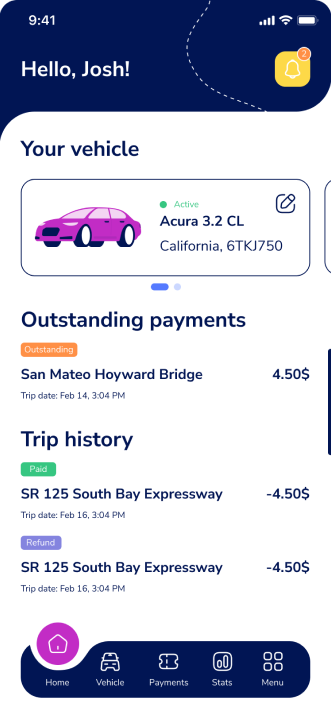 9:41
Hello, Josh!
2
Your vehicle
Active
Acura 3.2 CL
California, 6TKJ750
Outstanding payments
Outstanding
San Mateo Hoyward Bridge 4.50$
Trip date: Feb 14, 3:04 PM
Trip history
Paid
SR 125 South Bay Expressway -4.50$
Trip date: Feb 16, 3:04 PM
Refund
SR 125 South Bay Expressway -4.50$
Trip date: Feb 16, 3:04 PM
Home Vehicle Payments Stats Menu